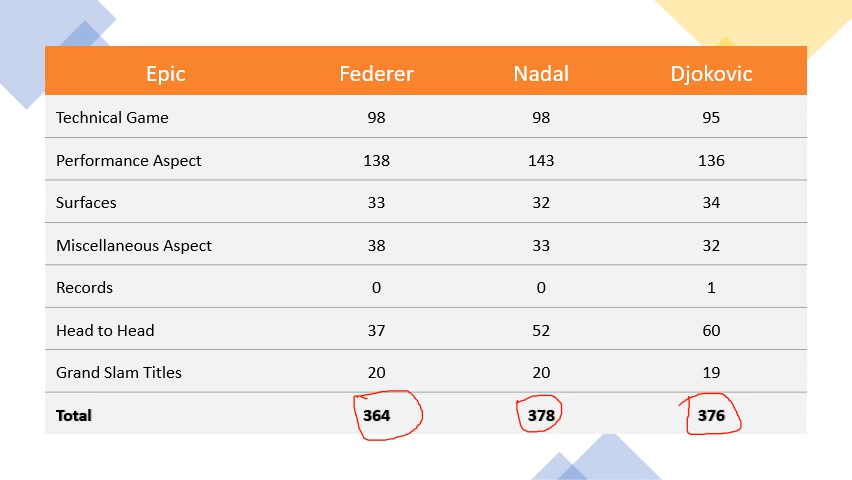 Epic Federer Nadal Djokovic
Technical Game 98 98 95
Performance Aspect 138 143 136
Surfaces 33 32 34
Miscellaneous Aspect 38 33 32
Records 0 0 1
Head to Head 37 52 60
Grand Slam Titles 20 20 19
Total 364 378 376